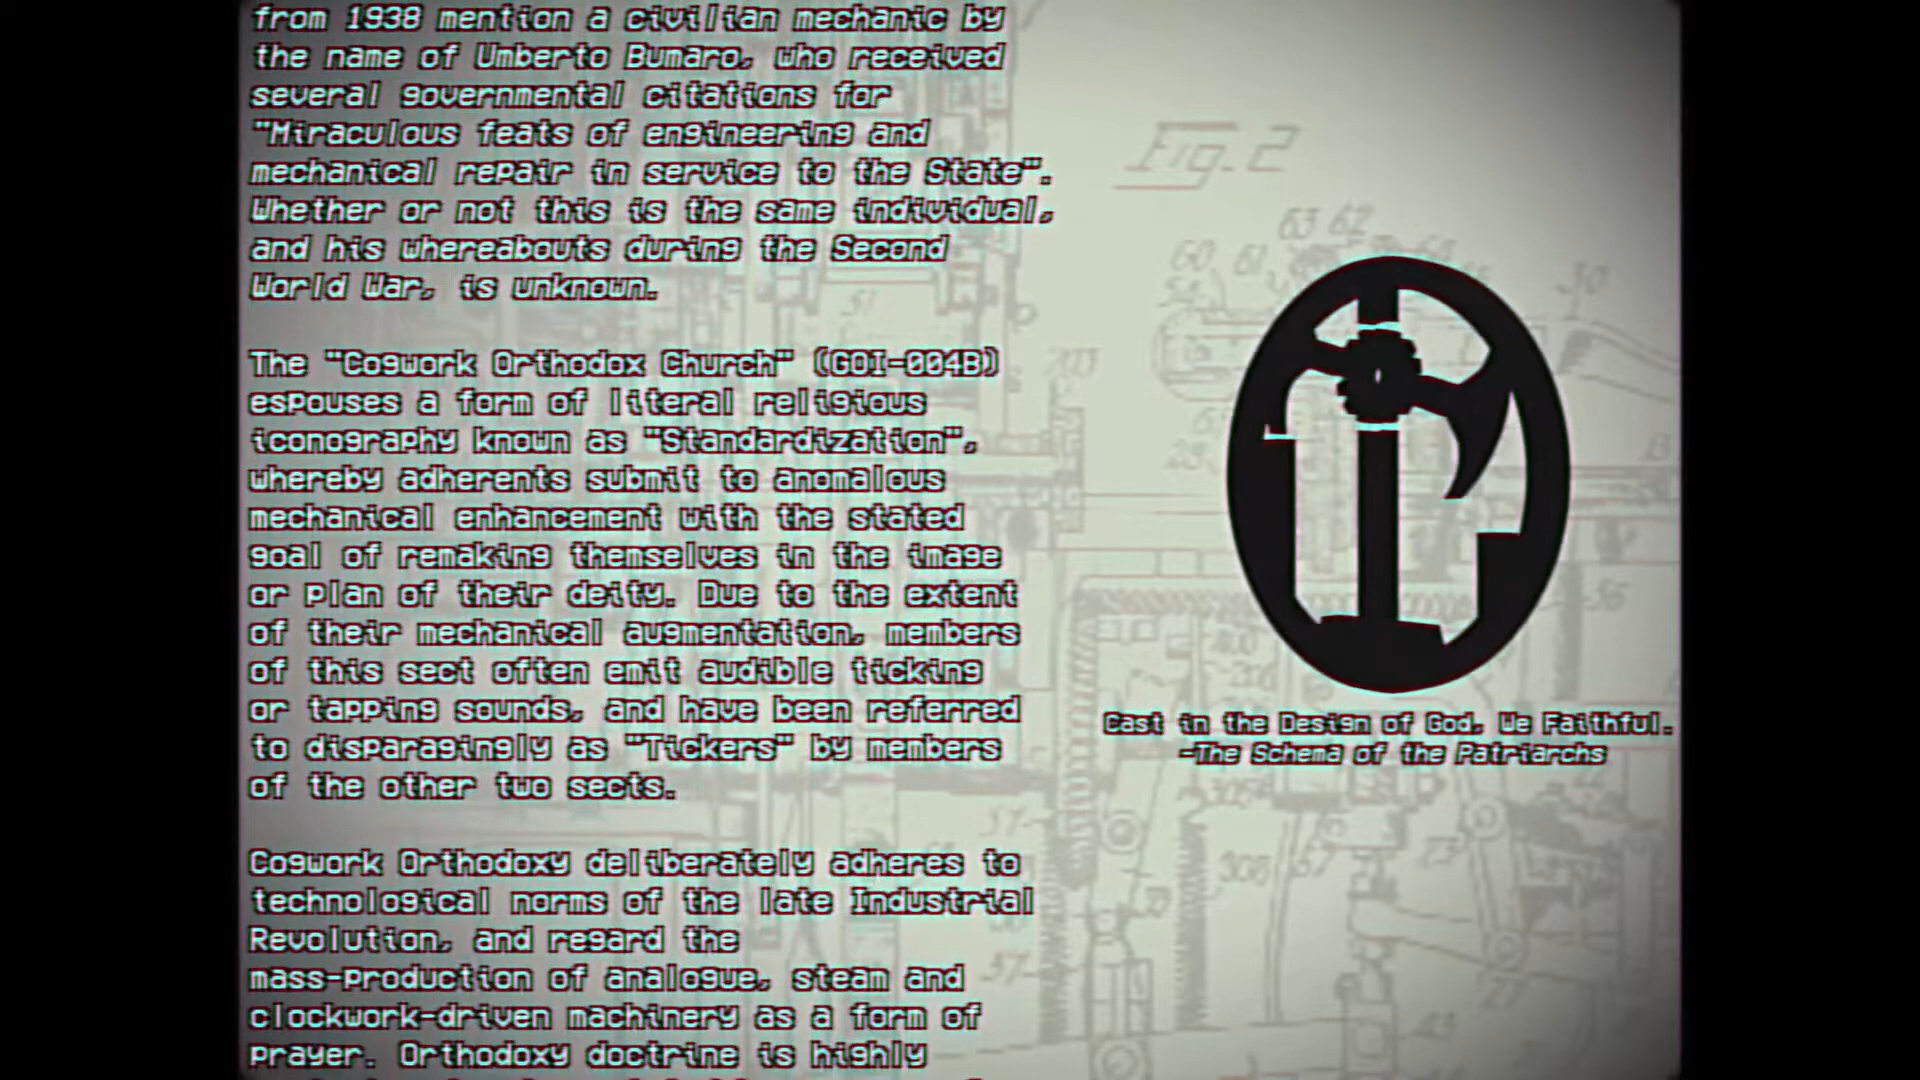 from 1938 mention a civilian mechanic by
the name of Umberto Bumaro, who received
several governmental citations for
"Miraculous feats of engineering and
mechanical repair in service to the State".
Whether or not this is the same individual,
and his whereabouts during the Second
World War, is unknown.
The "Cogwork Orthodox Church" (GOI-004B)
espouses a form of literal religious
iconography known as "Standardization",
whereby adherents submit to anomalous
mechanical enhancement with the stated
goal of remaking themselves in the image
or plan of their deity. Due to the extent
of their mechanical augmentation, members
of this sect often emit audible ticking
or tapping sounds, and have been referred
to disparagingly as "Tickers" by members
of the other two sects.
Cogwork Orthodoxy deliberately adheres to
technological norms of the late Industrial
Revolution, and regard the
mass-production of analogue, steam and
clockwork-driven machinery as a form of
prayer. Orthodoxy doctrine is highly
Fig. 2
63 62
60 61
50
Cast in the Design of God, We Faithful.
-The Schema of the Patriarchs
308 67 73